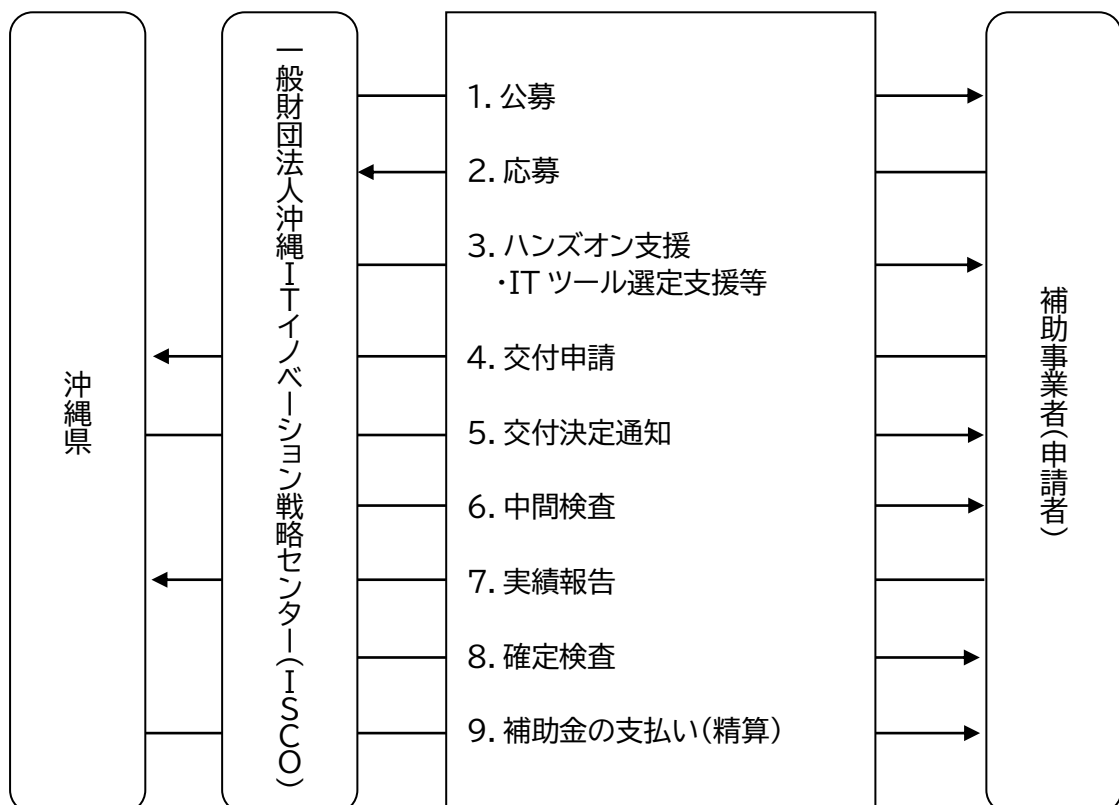 沖縄県
一般財団法人沖縄ITイノベーション戦略センター(ISCO)
1. 公募
2. 応募
3. ハンズオン支援
・IT ツール選定支援等
4. 交付申請
5. 交付決定通知
6. 中間検査
7. 実績報告
8. 確定検査
9. 補助金の支払い(精算)
補助事業者(申請者)